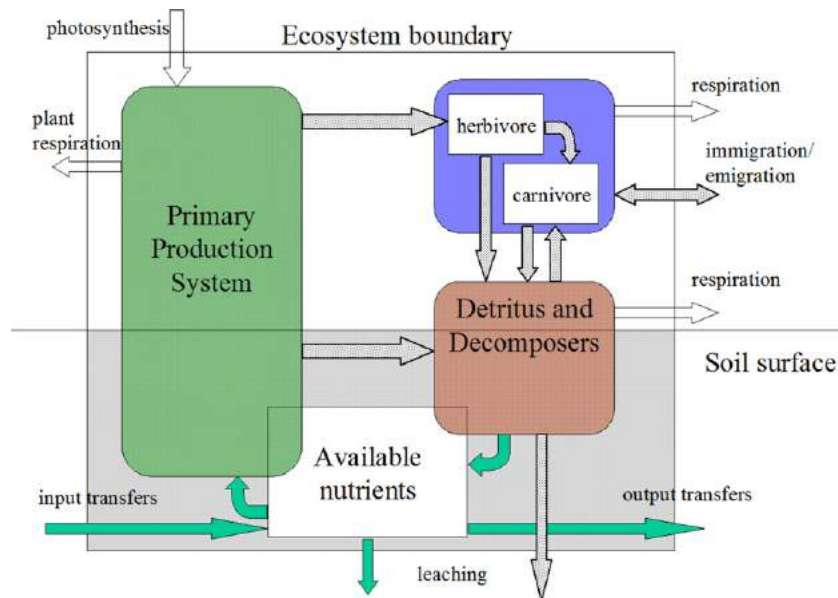 photosynthesis
Ecosystem boundary
plant
respiration
respiration
herbivore
immigration/
emigration
carnivore
Primary
Production
System
respiration
Detritus and
Decomposers
Soil surface
Available
nutrients
input transfers
output transfers
leaching